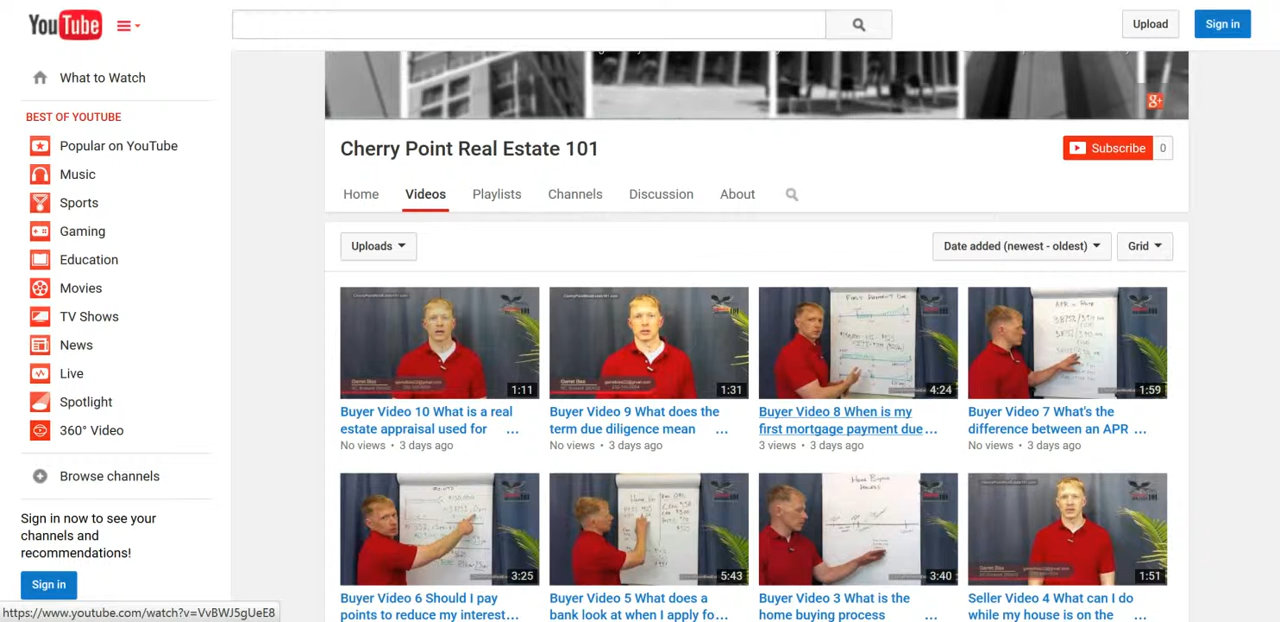 YouTube
Upload
Sign in
What to Watch
BEST OF YOUTUBE
Popular on YouTube
Music
Sports
Gaming
Education
Movies
TV Shows
News
Live
Spotlight
360° Video
Browse channels
Sign in now to see your
channels and
recommendations!
Sign in
https://www.youtube.com/watch?v=VvBWJ5gUeE8
g+
Cherry Point Real Estate 101
Subscribe 0
Home Videos Playlists Channels Discussion About
Uploads
Date added (newest - oldest)
Grid
1:11
Buyer Video 10 What is a real
estate appraisal used for ...
No views • 3 days ago
1:31
Buyer Video 9 What does the
term due diligence mean ...
No views • 3 days ago
FIRST PAYMENT DUE
4:24
Buyer Video 8 When is my
first mortgage payment due...
3 views • 3 days ago
1:59
Buyer Video 7 What's the
difference between an APR ...
No views • 3 days ago
3:25
Buyer Video 6 Should I pay
points to reduce my interest...
5:43
Buyer Video 5 What does a
bank look at when I apply fo...
3:40
Buyer Video 3 What is the
home buying process ...
1:51
Seller Video 4 What can I do
while my house is on the ...